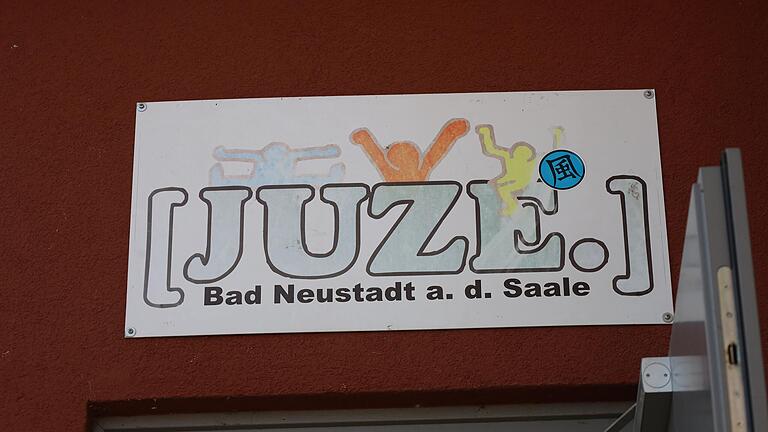 [JUZE.]
風
Bad Neustadt a. d. Saale